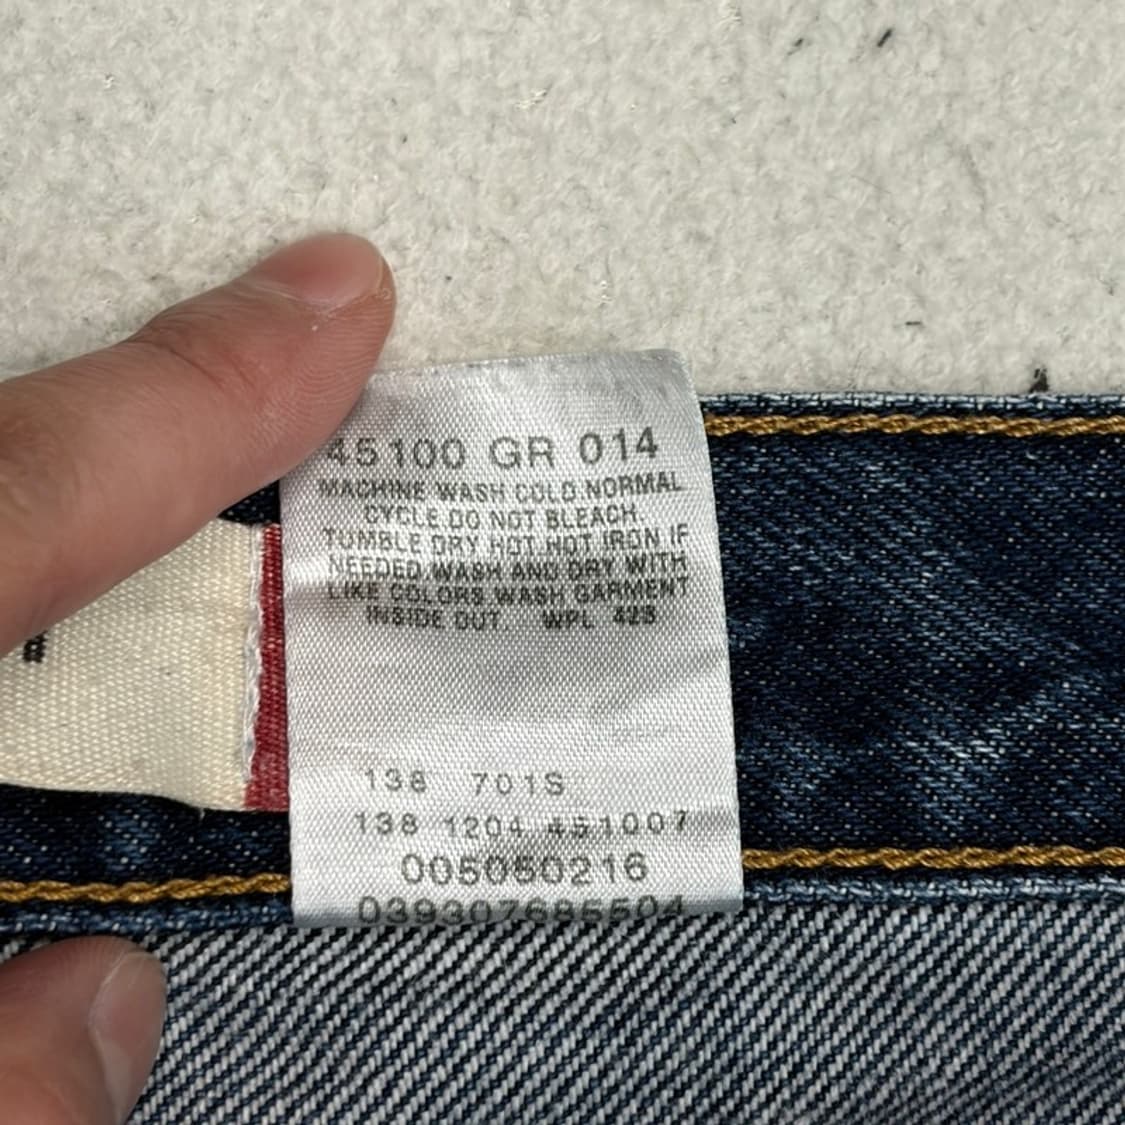 45100 GR 014
MACHINE WASH COLD NORMAL
CYCLE DO NOT BLEACH
TUMBLE DRY HOT HOT IRON IF
NEEDED WASH AND DRY WITH
LIKE COLORS WASH GARMENT
INSIDE OUT. WPL 423
138 701S
138 1204 451007
005050216
039307685504